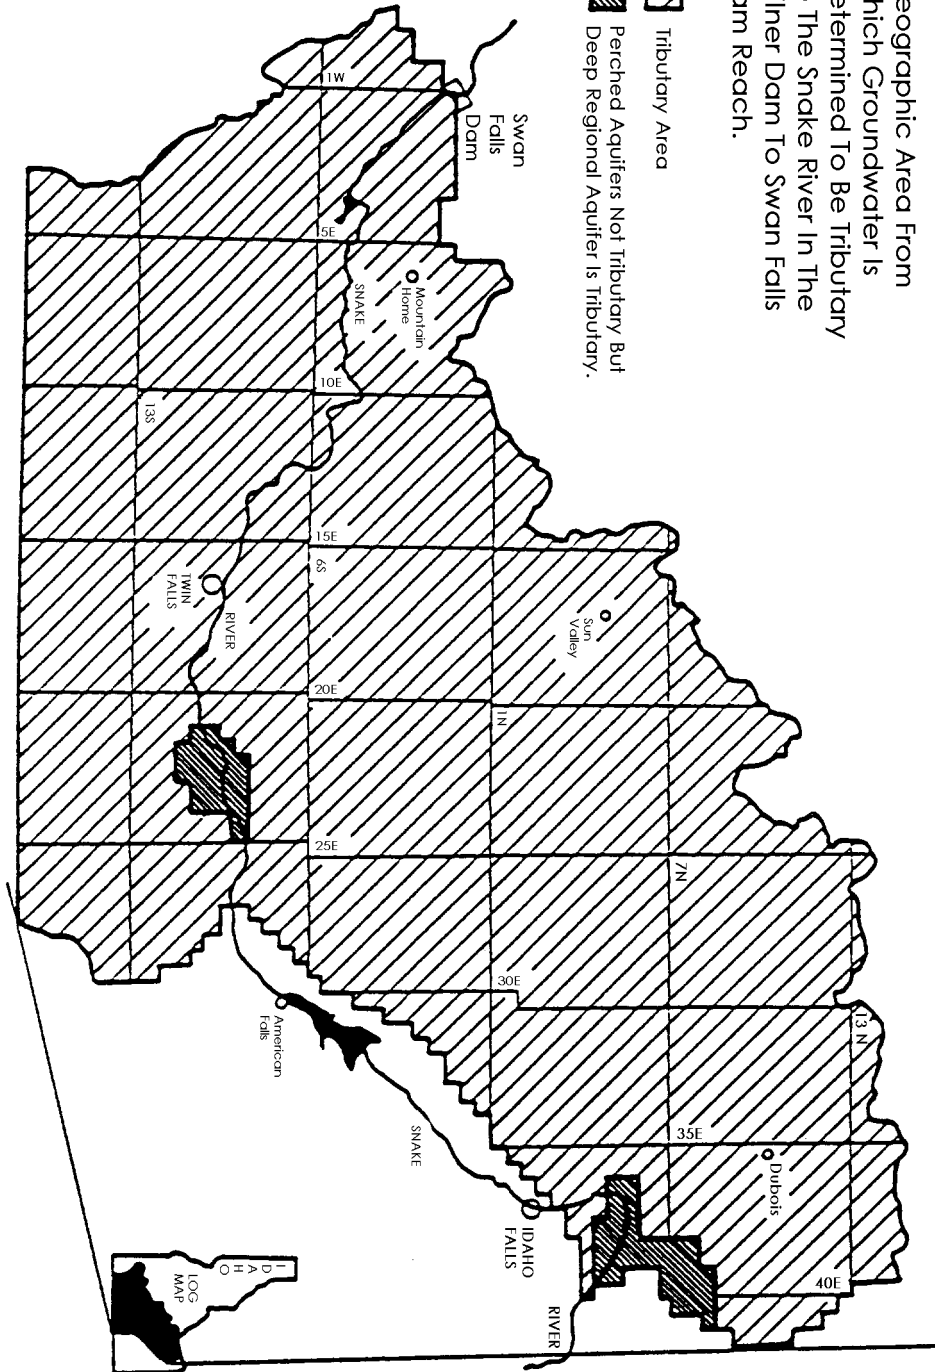 eographic Area From
hich Groundwater Is
etermined To Be Tributary
The Snake River In The
lner Dam To Swan Falls
am Reach.
Tributary Area
Perched Aquifers Not Tributary But
Deep Regional Aquifer Is Tributary.
Swan
Falls
Dam
1W
5E
Mountain
Home
SNAKE
10E
13S
15E
6S
TWIN
FALLS
RIVER
Sun
Valley
20E
1N
25E
7N
30E
13 N
American
Falls
SNAKE
35E
Dubois
IDAHO
FALLS
40E
RIVER
IDAHO
LOG
MAP